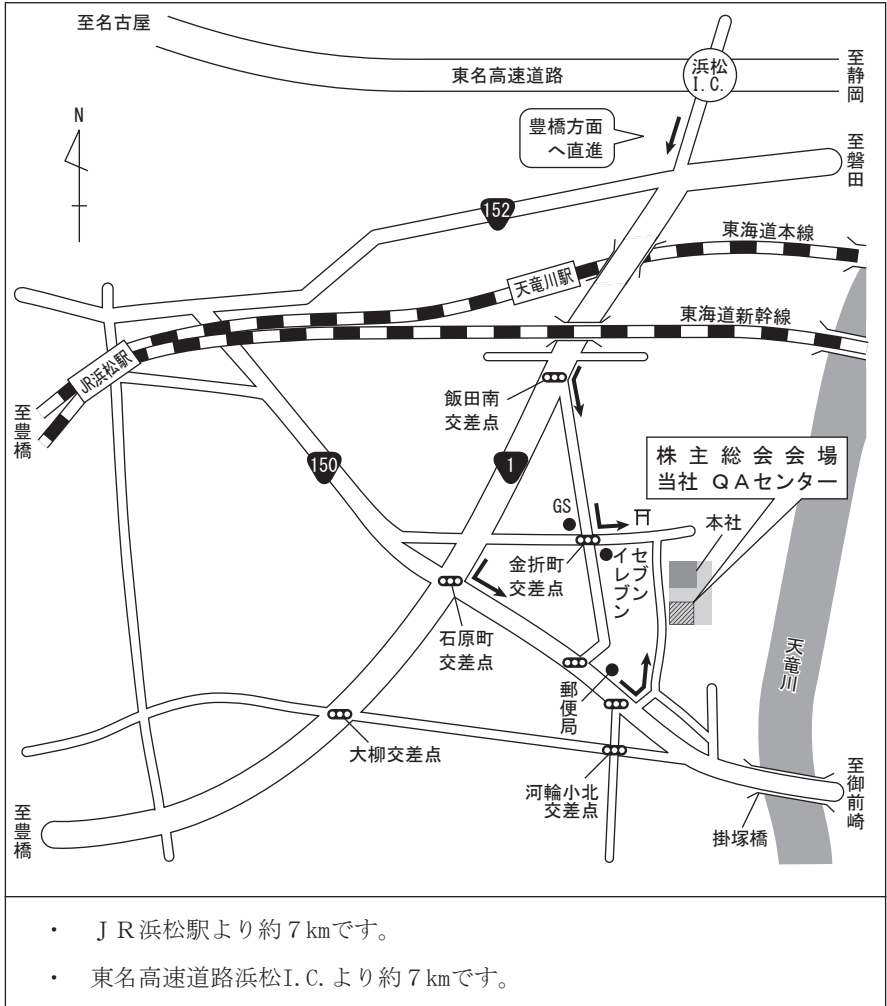 至名古屋
東名高速道路
浜松
I.C.
至静岡
N
豊橋方面
へ直進
至磐田
152
東海道本線
天竜川駅
東海道新幹線
JR浜松駅
至豊橋
飯田南
交差点
株主総会会場
当社 QAセンター
150
1
GS
本社
金折町
交差点
セブン
イレブン
石原町
交差点
天竜川
郵便局
大柳交差点
河輪小北
交差点
至御前崎
至豊橋
掛塚橋
・ ＪＲ浜松駅より約７㎞です。
・ 東名高速道路浜松I.C.より約７㎞です。